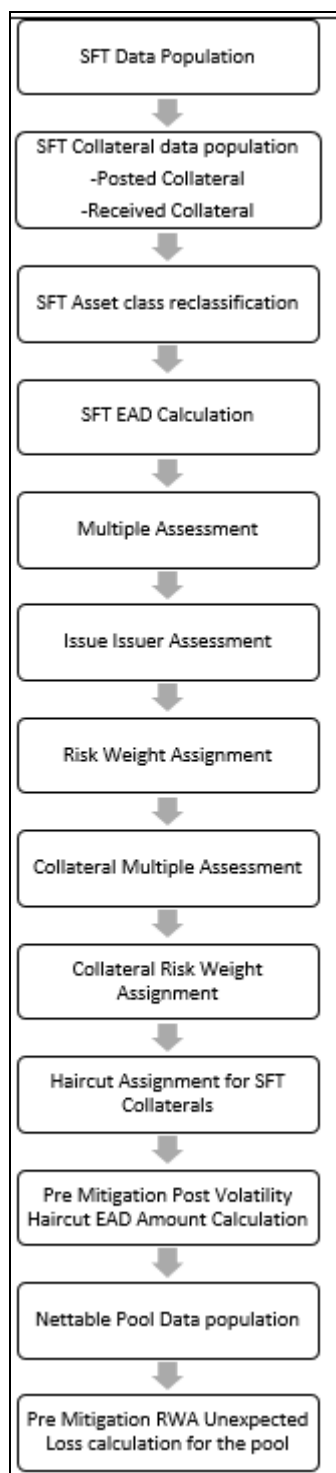 SFT Data Population
SFT Collateral data population
-Posted Collateral
-Received Collateral
SFT Asset class reclassification
SFT EAD Calculation
Multiple Assessment
Issue Issuer Assessment
Risk Weight Assignment
Collateral Multiple Assessment
Collateral Risk Weight
Assignment
Haircut Assignment for SFT
Collaterals
Pre Mitigation Post Volatility
Haircut EAD Amount Calculation
Nettable Pool Data population
Pre Mitigation RWA Unexpected
Loss calculation for the pool